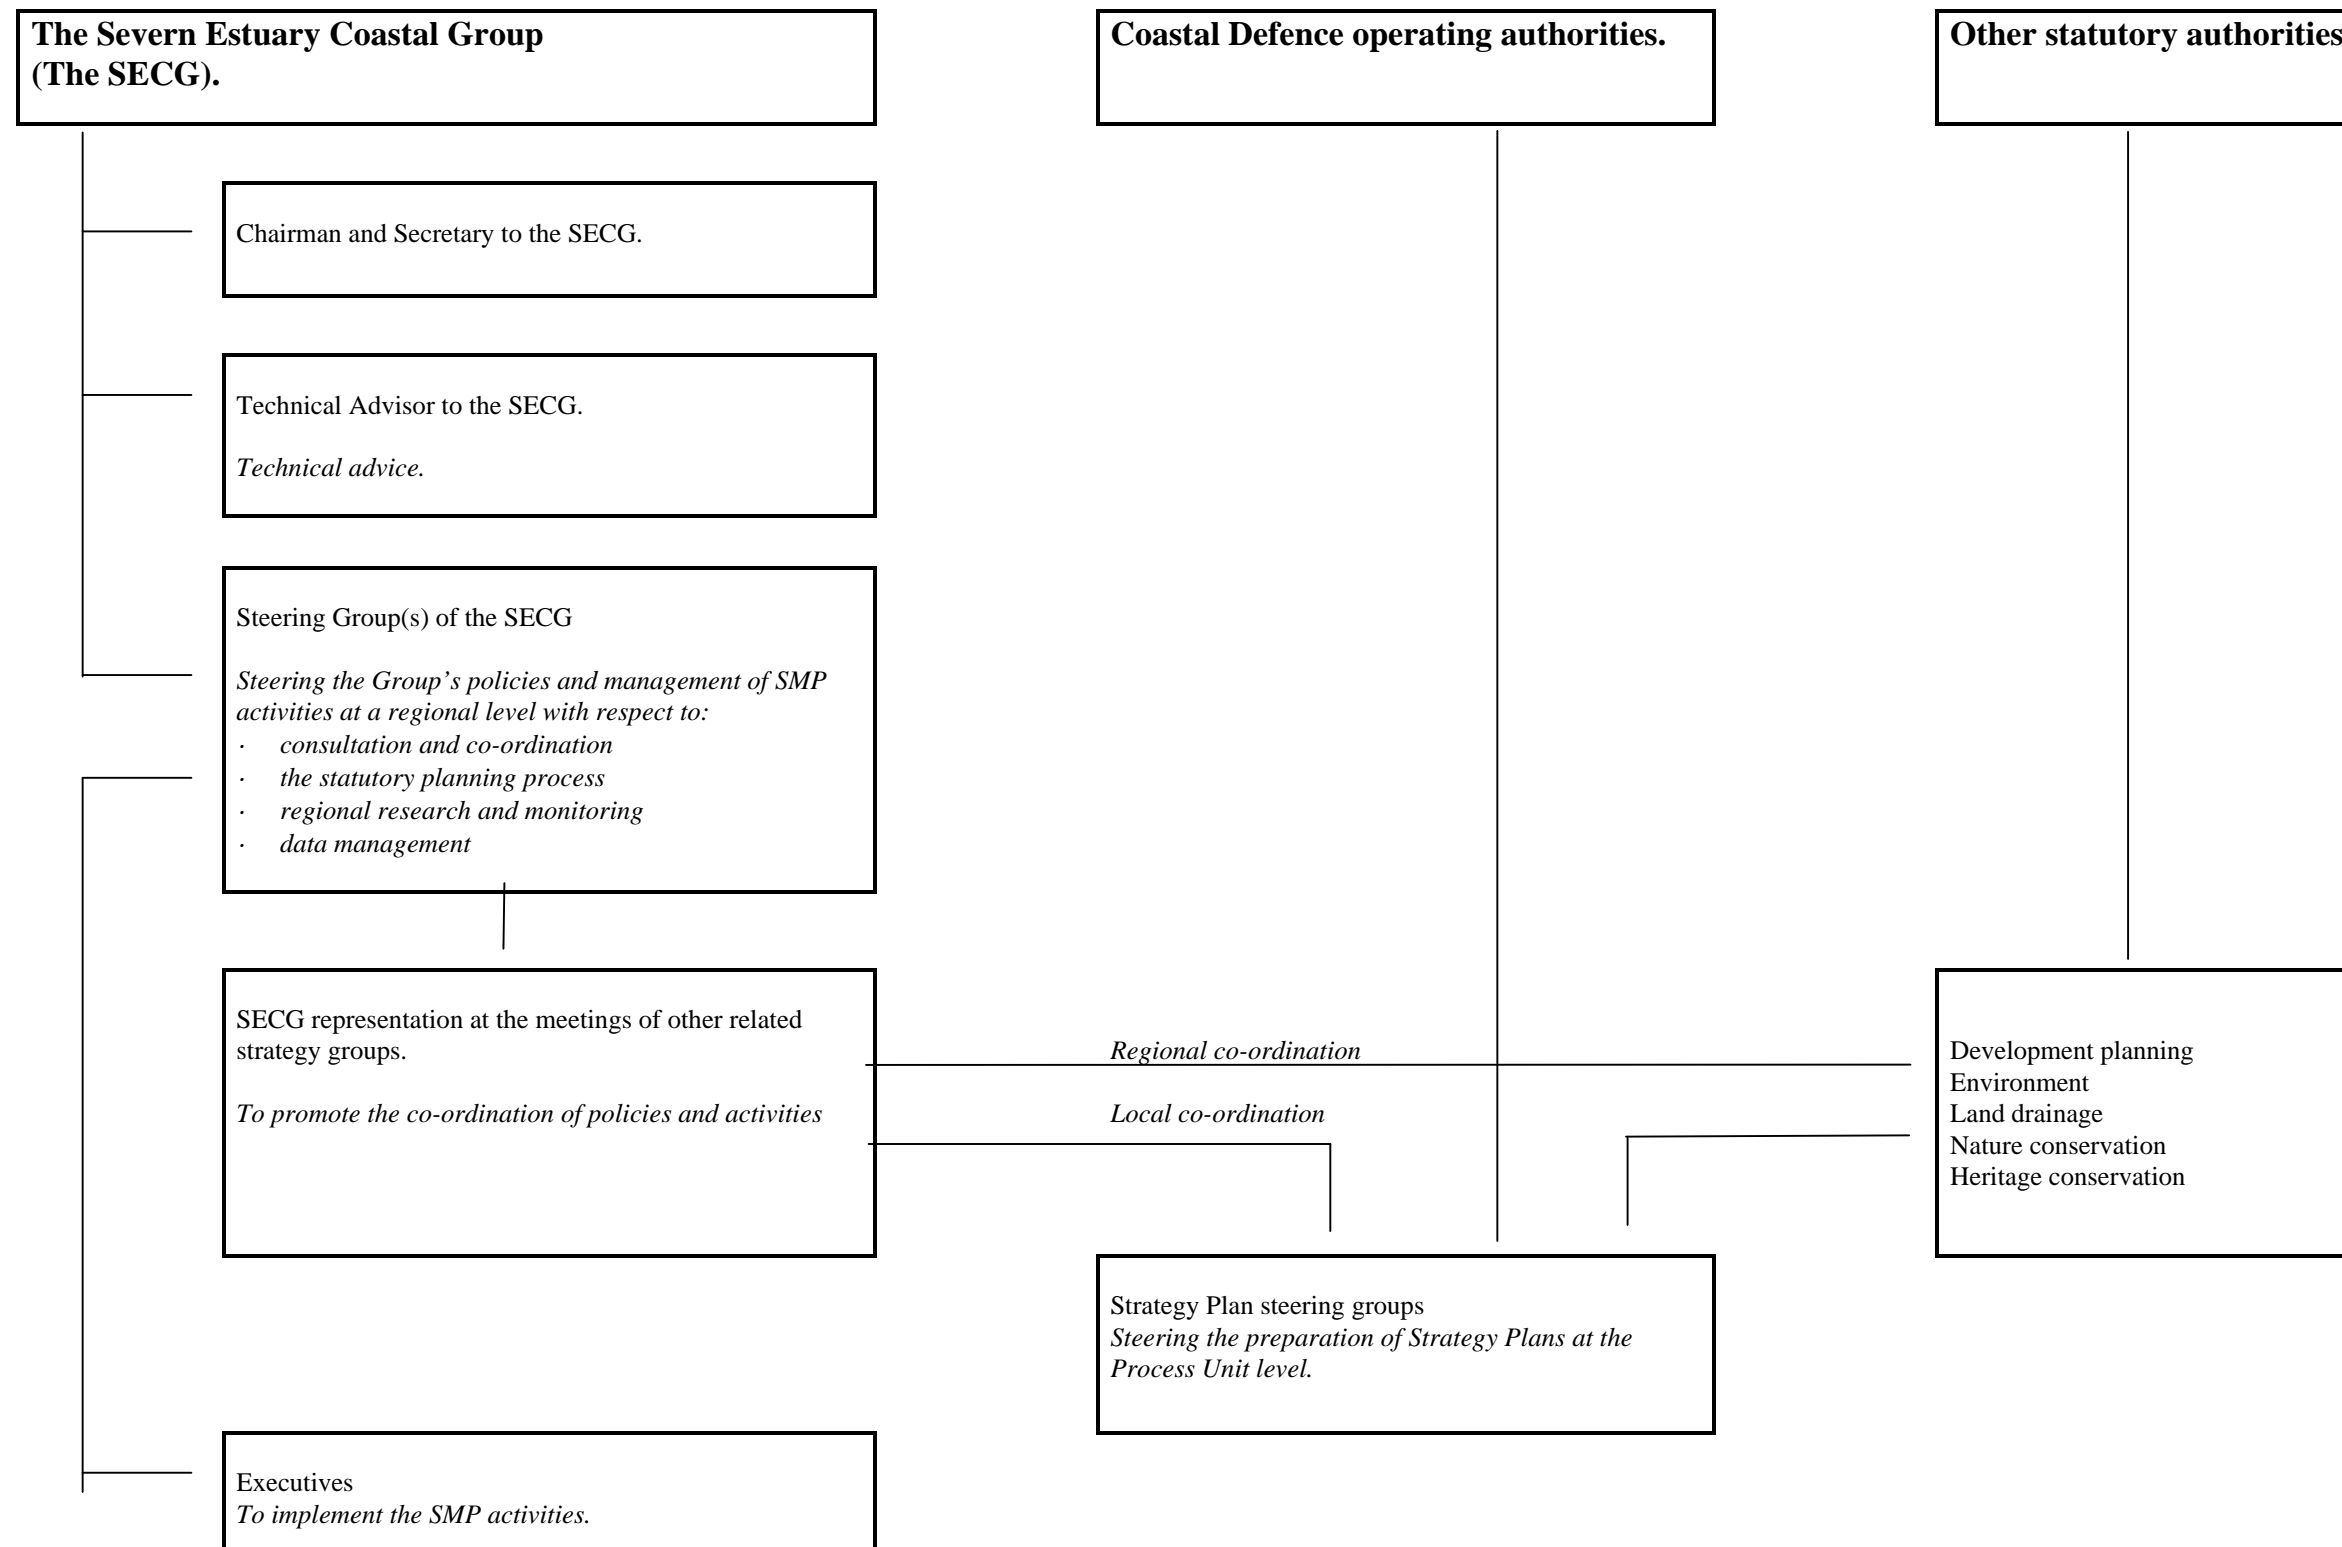 The Severn Estuary Coastal Group
(The SECG).
Coastal Defence operating authorities.
Other statutory authorities
Chairman and Secretary to the SECG.
Technical Advisor to the SECG.
Technical advice.
Steering Group(s) of the SECG
Steering the Group’s policies and management of SMP
activities at a regional level with respect to:
· consultation and co-ordination
· the statutory planning process
· regional research and monitoring
· data management
SECG representation at the meetings of other related
strategy groups.
To promote the co-ordination of policies and activities
Regional co-ordination
Local co-ordination
Development planning
Environment
Land drainage
Nature conservation
Heritage conservation
Strategy Plan steering groups
Steering the preparation of Strategy Plans at the
Process Unit level.
Executives
To implement the SMP activities.